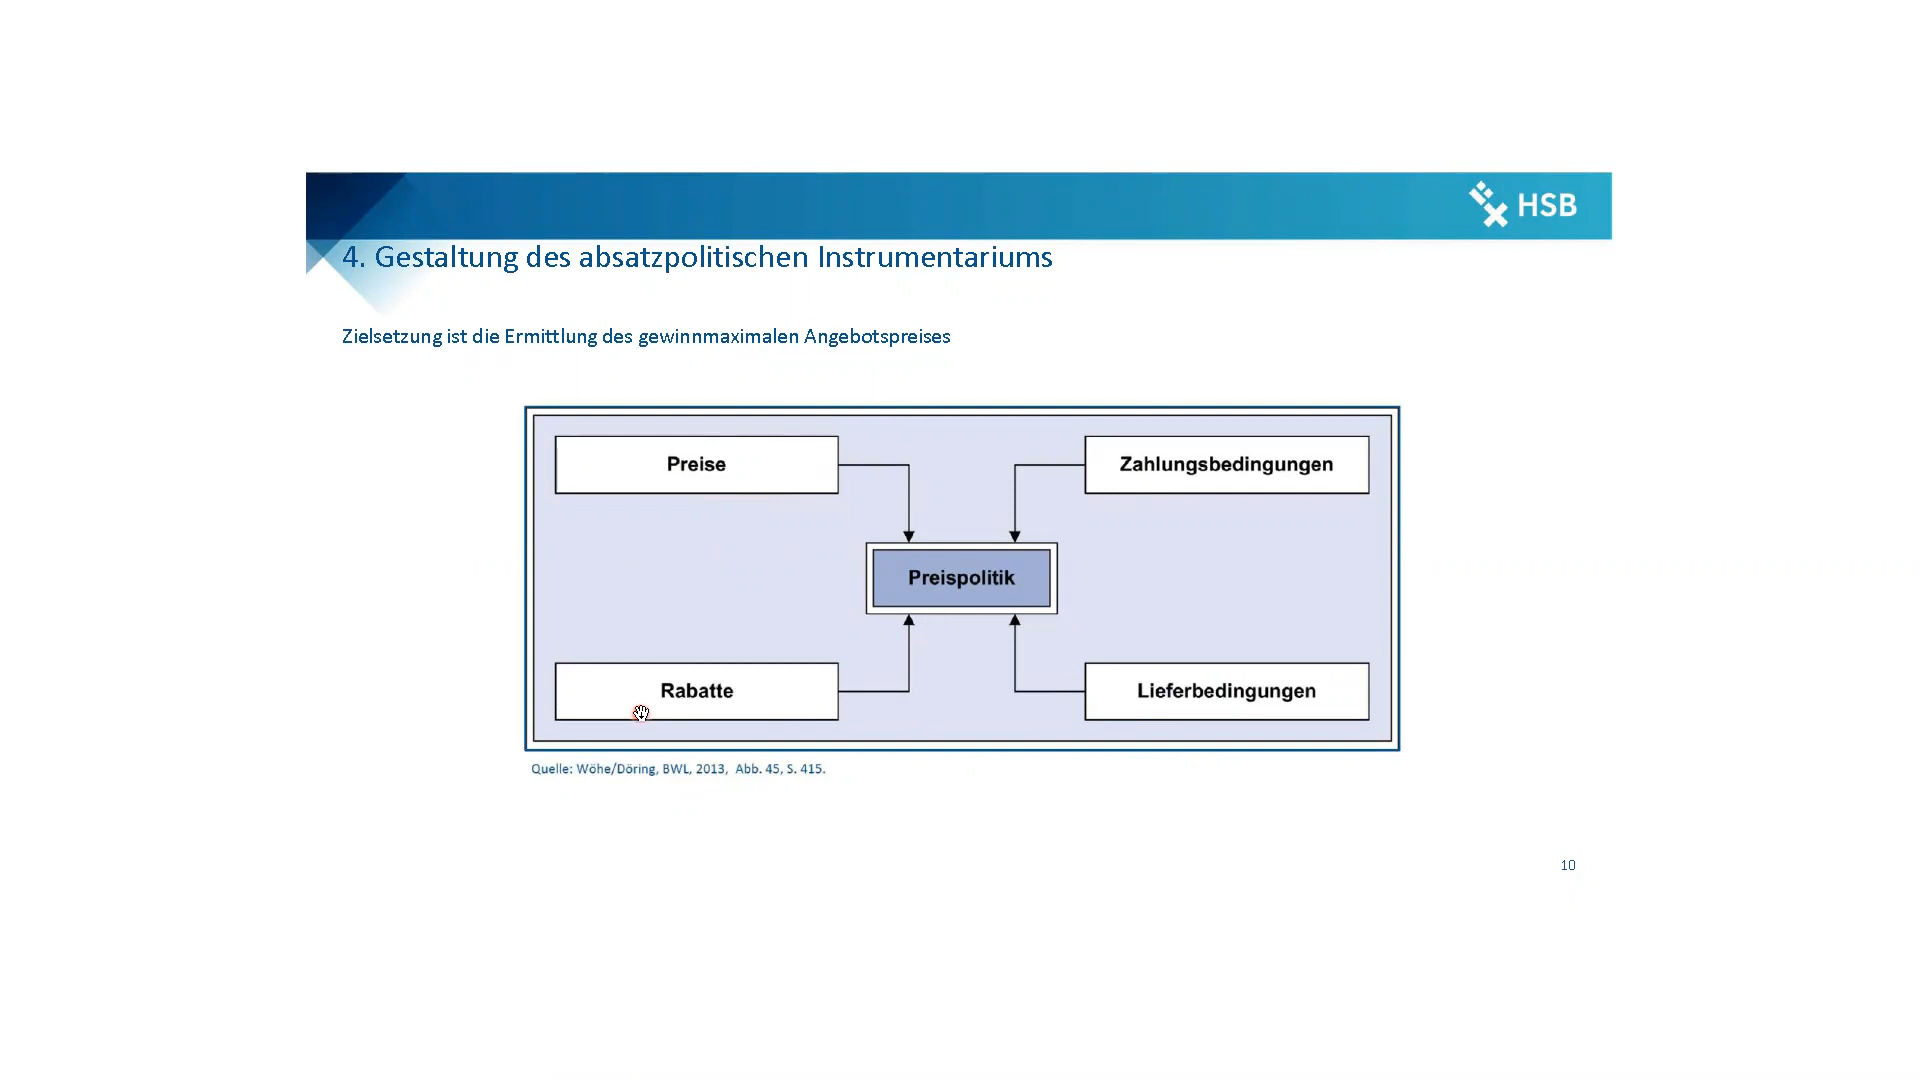 HSB
4. Gestaltung des absatzpolitischen Instrumentariums
Zielsetzung ist die Ermittlung des gewinnmaximalen Angebotspreises
Preise
Zahlungsbedingungen
Preispolitik
Rabatte
Lieferbedingungen
Quelle: Wöhe/Döring, BWL, 2013, Abb. 45, S. 415.
10